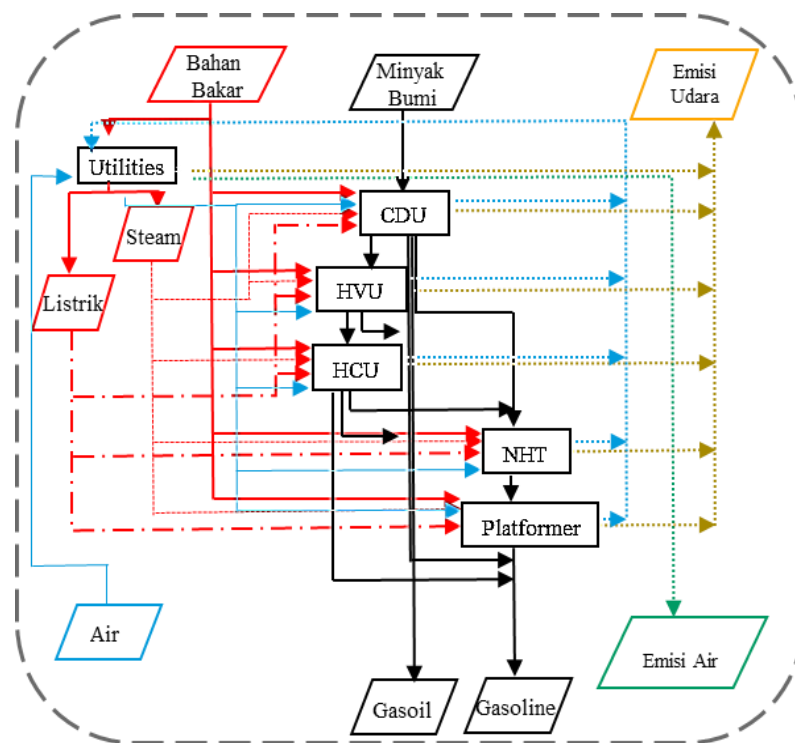 Bahan
Bakar
Minyak
Bumi
Emisi
Udara
Utilities
CDU
Steam
HVU
Listrik
HCU
NHT
Platformer
Air
Emisi Air
Gasoil
Gasoline